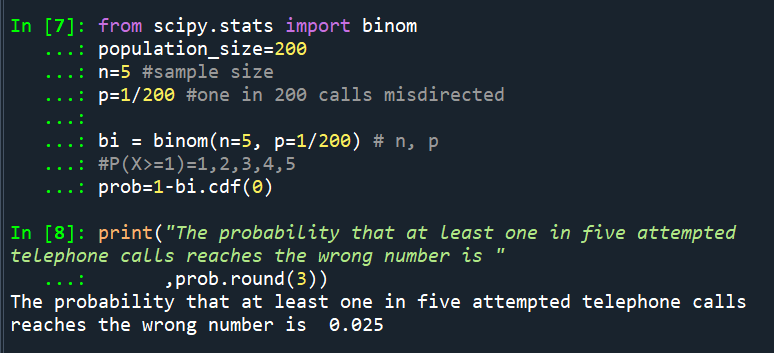 In [7]: from scipy.stats import binom
...: population_size=200
...: n=5 #sample size
...: p=1/200 #one in 200 calls misdirected
...:
...: bi = binom(n=5, p=1/200) # n, p
...: #P(X>=1)=1,2,3,4,5
...: prob=1-bi.cdf(0)
In [8]: print("The probability that at least one in five attempted
telephone calls reaches the wrong number is "
...: ,prob.round(3))
The probability that at least one in five attempted telephone calls
reaches the wrong number is  0.025